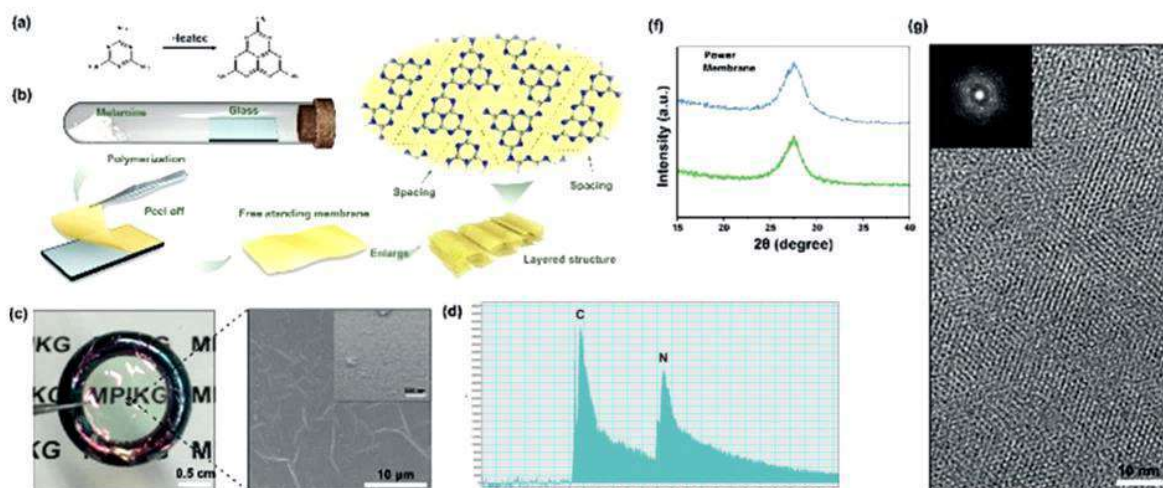 (a)
(b)
Melamine
Glass
Polymerization
Peel off
Free standing membrane
Enlarge
Layered structure
Spacing
Spacing
(c)
MPIKG
0.5 cm
10 μm
(d)
C
N
(f)
Power
Membrane
Intensity (a.u.)
15
20
25
30
35
40
2θ (degree)
(g)
10 nm